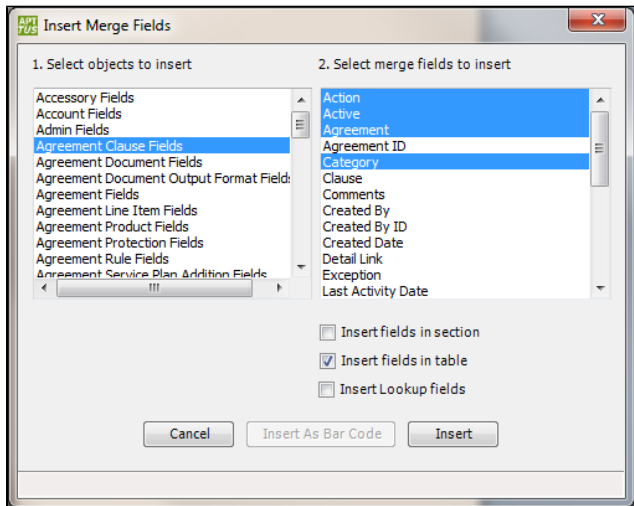 APT
TUS
Insert Merge Fields
1. Select objects to insert
Accessory Fields
Account Fields
Admin Fields
Agreement Clause Fields
Agreement Document Fields
Agreement Document Output Format Field
Agreement Fields
Agreement Line Item Fields
Agreement Product Fields
Agreement Protection Fields
Agreement Rule Fields
Agreement Service Plan Addition Fields
2. Select merge fields to insert
Action
Active
Agreement
Agreement ID
Category
Clause
Comments
Created By
Created By ID
Created Date
Detail Link
Exception
Last Activity Date
Insert fields in section
Insert fields in table
Insert Lookup fields
Cancel
Insert As Bar Code
Insert